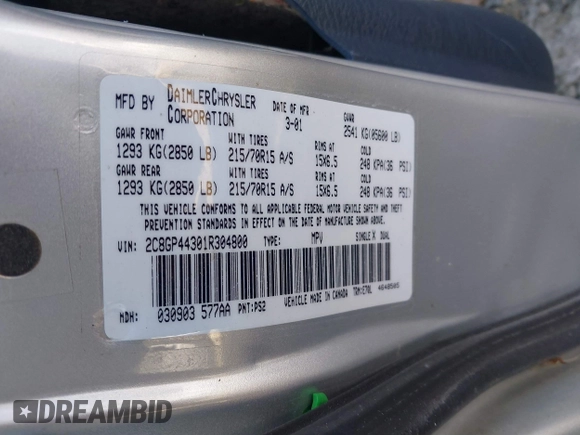 MFD BY DAIMLERCHRYSLER CORPORATION
DATE OF MFR 3-01
GVWR 2541 KG(05600 LB)
GAWR FRONT WITH TIRES RIMS AT COLD
1293 KG(2850 LB) 215/70R15 A/S 15X6.5 248 KPA(36 PSI)
GAWR REAR WITH TIRES RIMS AT COLD
1293 KG(2850 LB) 215/70R15 A/S 15X6.5 248 KPA(36 PSI)
THIS VEHICLE CONFORMS TO ALL APPLICABLE FEDERAL MOTOR VEHICLE SAFETY AND THEFT
PREVENTION STANDARDS IN EFFECT ON THE DATE OF MANUFACTURE SHOWN ABOVE
VIN: 2C8GP44301R304800 TYPE: MPV SINGLE X DUAL
MDH: 030903 577AA PNT:PS2 VEHICLE MADE IN CANADA TRM:E7DL
DREAMBID